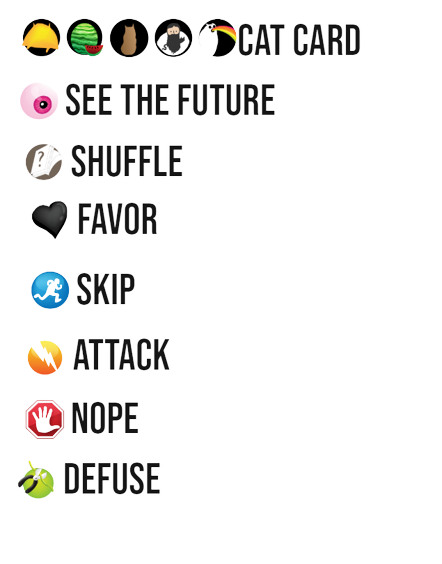 CAT CARD
SEE THE FUTURE
SHUFFLE
FAVOR
SKIP
ATTACK
NOPE
DEFUSE